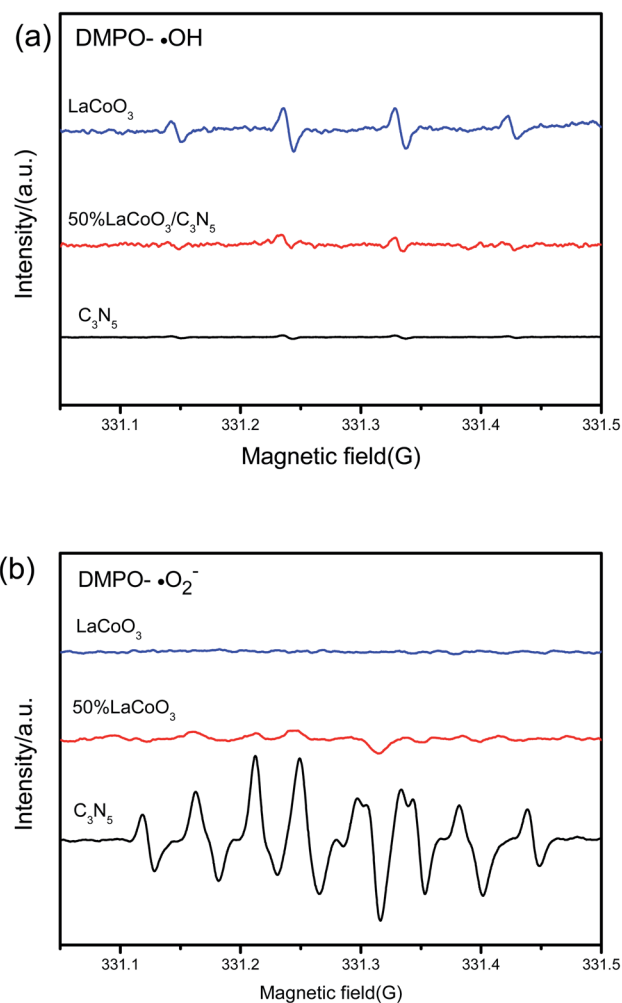 (a)
DMPO- •OH
LaCoO₃
50%LaCoO₃/C₃N₅
C₃N₅
Intensity/(a.u.)
331.1 331.2 331.3 331.4 331.5
Magnetic field(G)
(b)
DMPO- •O₂⁻
LaCoO₃
50%LaCoO₃
C₃N₅
Intensity/a.u.
331.1 331.2 331.3 331.4 331.5
Magnetic field(G)